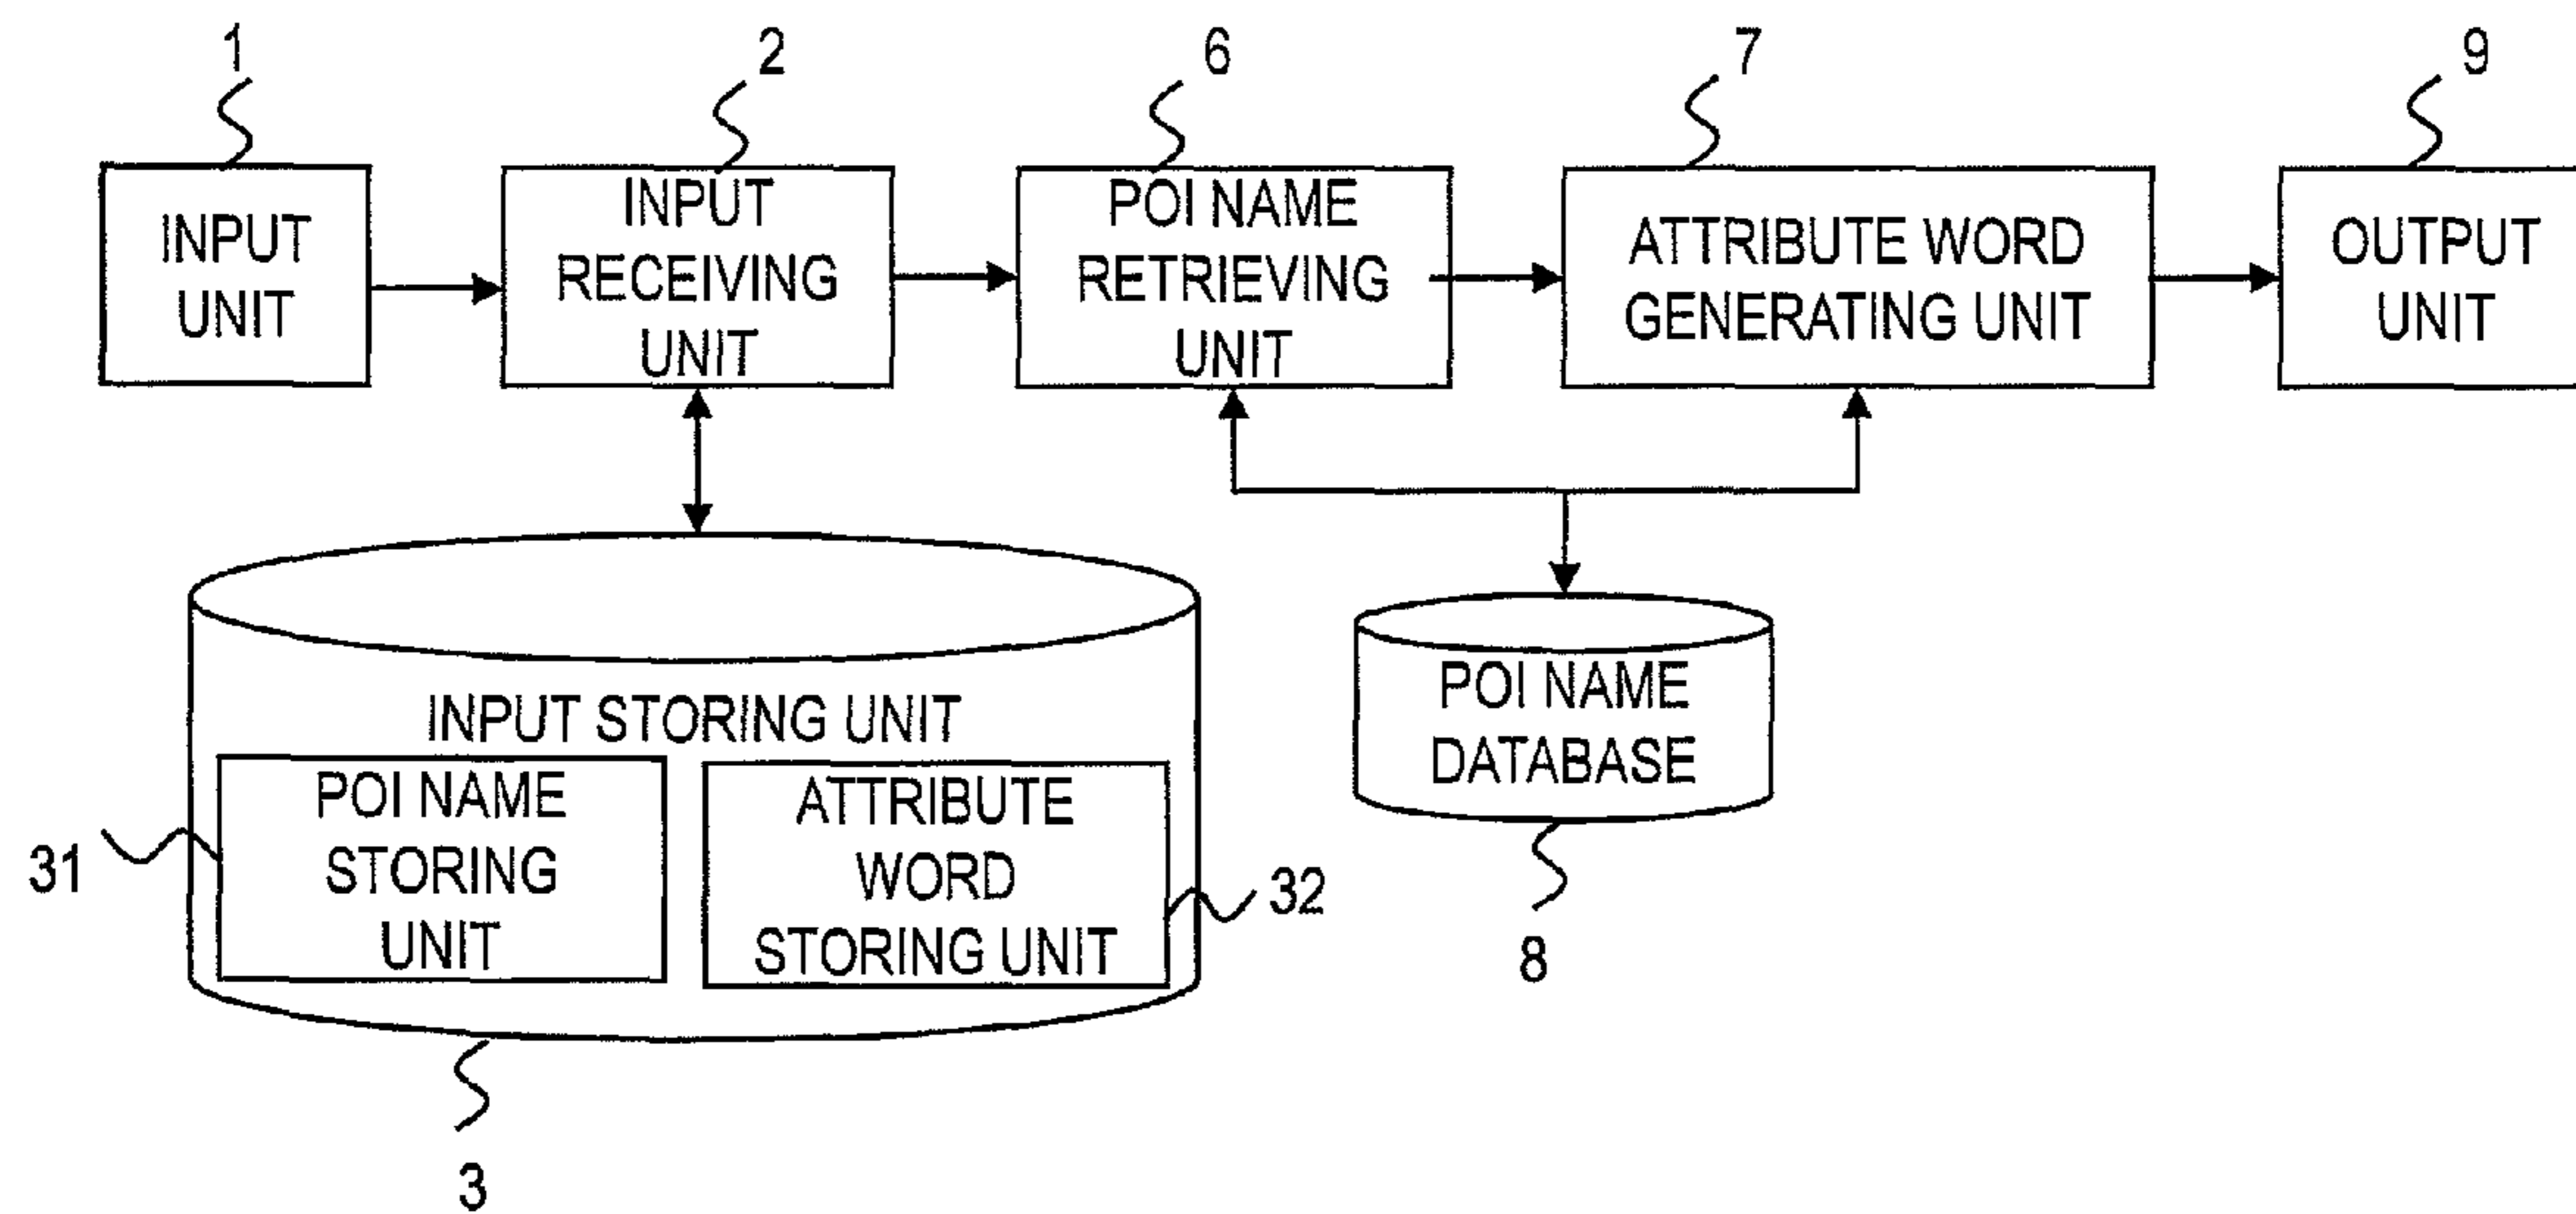 1
2
6
7
9
INPUT
UNIT
INPUT
RECEIVING
UNIT
POI NAME
RETRIEVING
UNIT
ATTRIBUTE WORD
GENERATING UNIT
OUTPUT
UNIT
INPUT STORING UNIT
POI NAME
STORING
UNIT
ATTRIBUTE
WORD
STORING UNIT
31
32
3
POI NAME
DATABASE
8